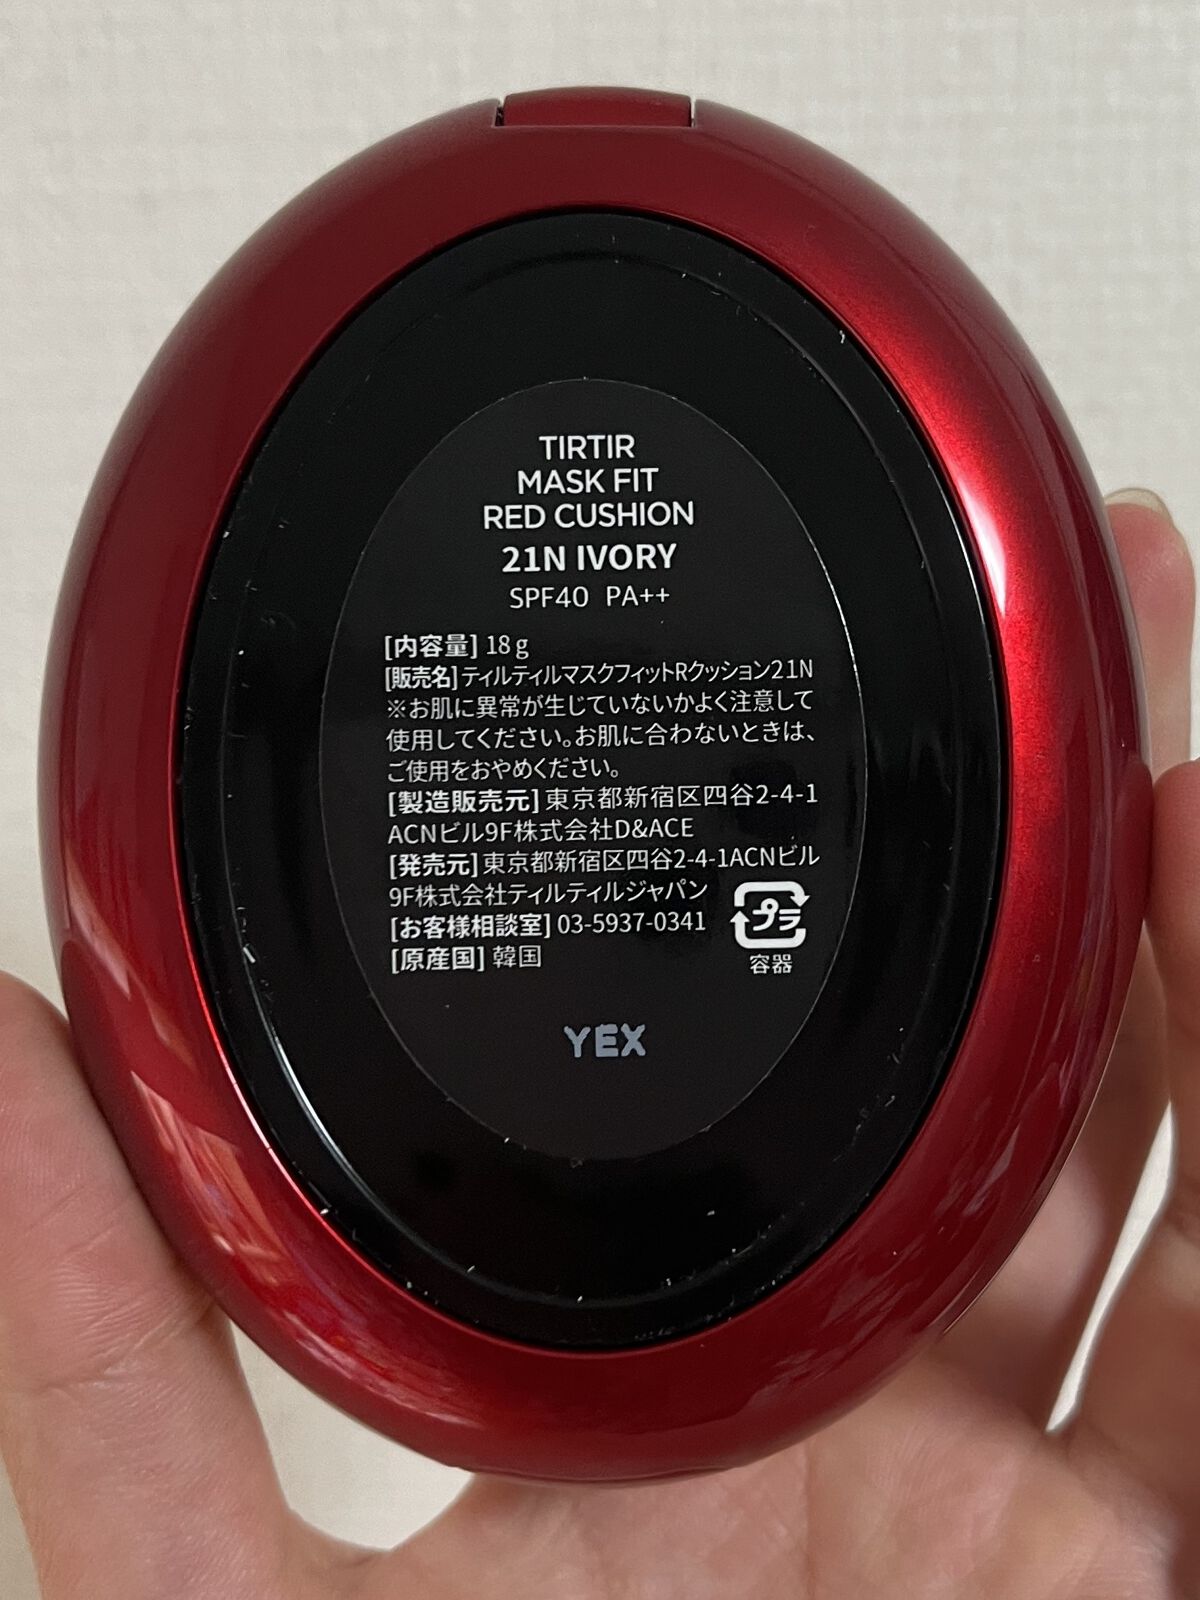 TIRTIR
MASK FIT
RED CUSHION
21N IVORY
SPF40 PA++
[内容量] 18g
[販売名]ティルティルマスクフィットRクッション21N
※お肌に異常が生じていないかよく注意して
使用してください。お肌に合わないときは、
ご使用をおやめください。
[製造販売元]東京都新宿区四谷2-4-1
ACNビル9F株式会社D&ACE
[発売元]東京都新宿区四谷2-4-1ACNビル
9F株式会社ティルティルジャパン
[お客様相談室] 03-5937-0341
[原産国] 韓国
プラ
容器
YEX